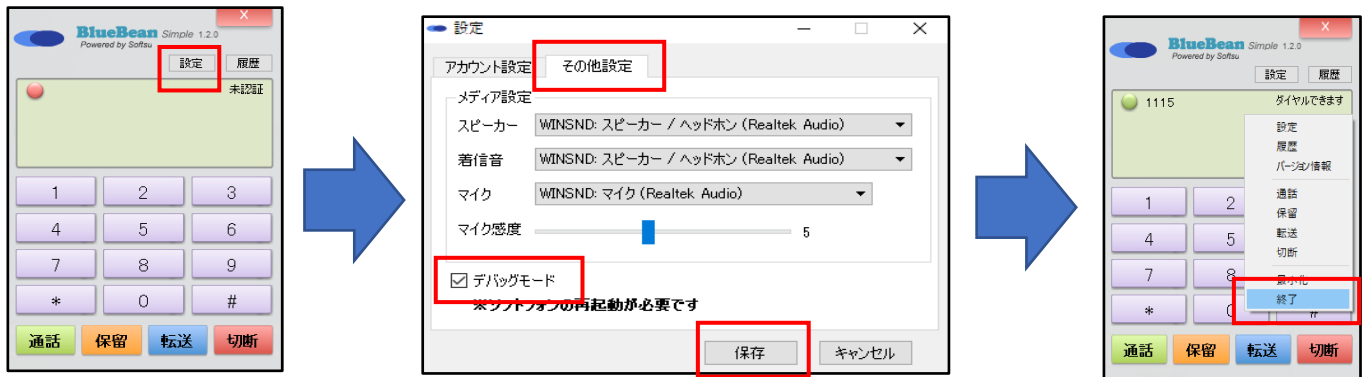 X
BlueBean Simple 1.2.0
Powered by Softsu
設定 履歴
未認証
1 2 3
4 5 6
7 8 9
* 0 #
通話 保留 転送 切断
設定
アカウント設定 その他設定
メディア設定
スピーカー WINSND: スピーカー / ヘッドホン (Realtek Audio)
着信音 WINSND: スピーカー / ヘッドホン (Realtek Audio)
マイク WINSND: マイク (Realtek Audio)
マイク感度 5
デバッグモード
※ソフトフォンの再起動が必要です
保存 キャンセル
X
BlueBean Simple 1.2.0
Powered by Softsu
設定 履歴
1115 ダイヤルできます
設定
履歴
バージョン情報
通話
保留
転送
切断
最小化
終了
1 2
4 5
7 8
* #
通話 保留 転送 切断